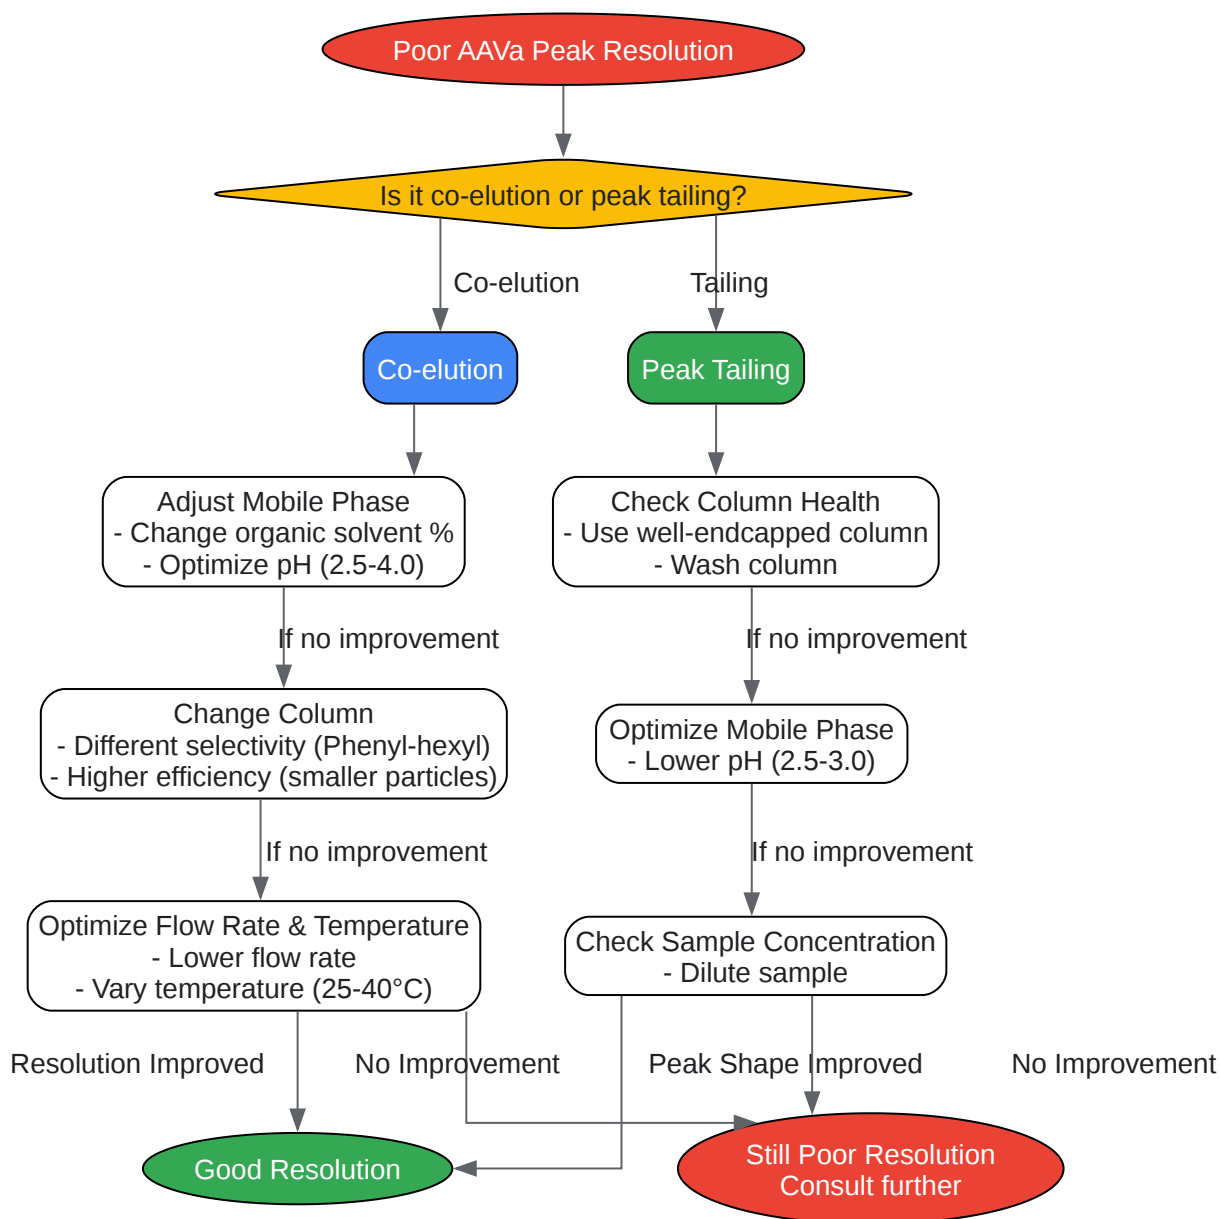 Poor AAVa Peak Resolution
Is it co-elution or peak tailing?
Co-elution
Tailing
Co-elution
Peak Tailing
Adjust Mobile Phase
- Change organic solvent %
- Optimize pH (2.5-4.0)
Check Column Health
- Use well-endcapped column
- Wash column
If no improvement
If no improvement
Change Column
- Different selectivity (Phenyl-hexyl)
- Higher efficiency (smaller particles)
Optimize Mobile Phase
- Lower pH (2.5-3.0)
If no improvement
If no improvement
Optimize Flow Rate & Temperature
- Lower flow rate
- Vary temperature (25-40°C)
Check Sample Concentration
- Dilute sample
Resolution Improved
No Improvement
Peak Shape Improved
No Improvement
Good Resolution
Still Poor Resolution
Consult further